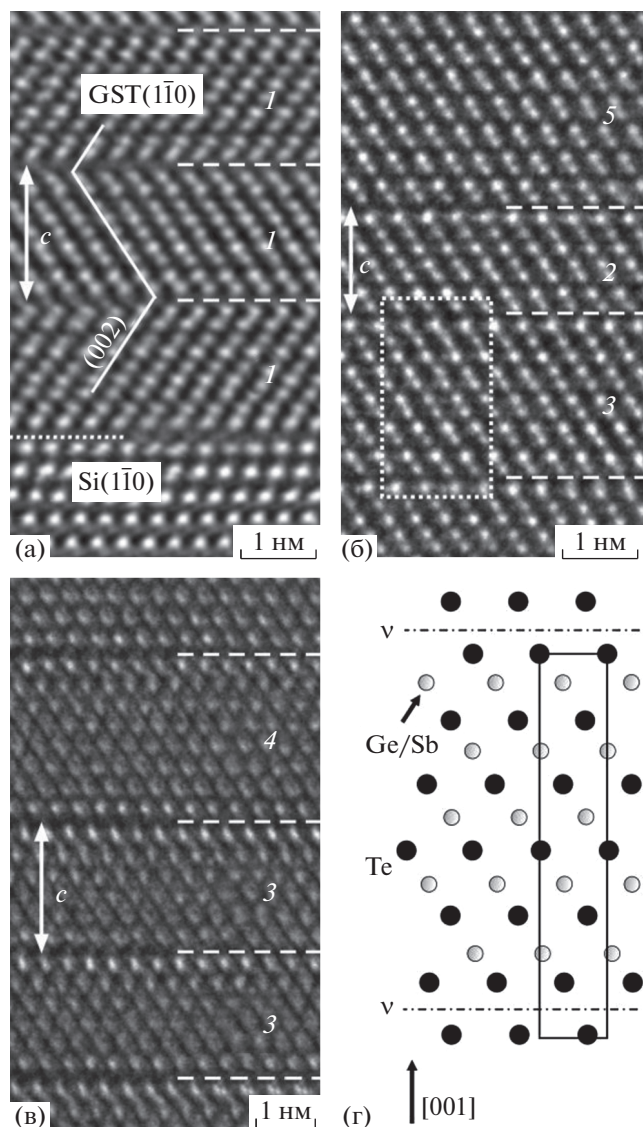 GST(11̅0)
1
c
1
(002)
1
Si(11̅0)
(а)
1 нм
5
c
2
3
(б)
1 нм
4
c
3
3
(в)
1 нм
ν
Ge/Sb
Te
ν
[001]
(г)